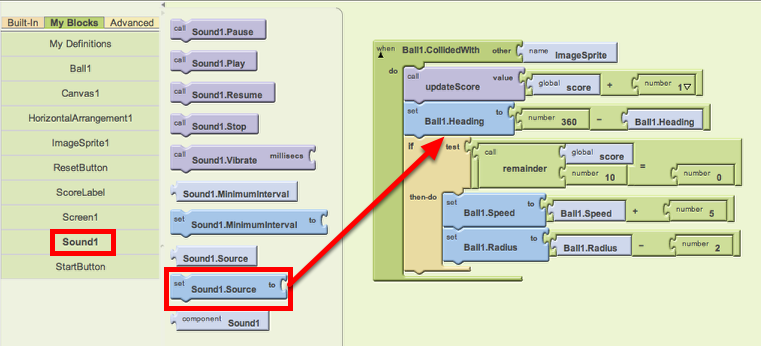 Built-In My Blocks Advanced
My Definitions
Ball1
Canvas1
HorizontalArrangement1
ImageSprite1
ResetButton
ScoreLabel
Screen1
Sound1
StartButton
call Sound1.Pause
call Sound1.Play
call Sound1.Resume
call Sound1.Stop
call Sound1.Vibrate millisecs
Sound1.MinimumInterval
set Sound1.MinimumInterval to
Sound1.Source
set Sound1.Source to
component Sound1
when Ball1.CollidedWith other name ImageSprite
do
call updateScore value global score + number 1
set Ball1.Heading to number 360 - Ball1.Heading
If test call remainder global score = number 0
number 10
then-do set Ball1.Speed to Ball1.Speed + number 5
set Ball1.Radius to Ball1.Radius - number 2